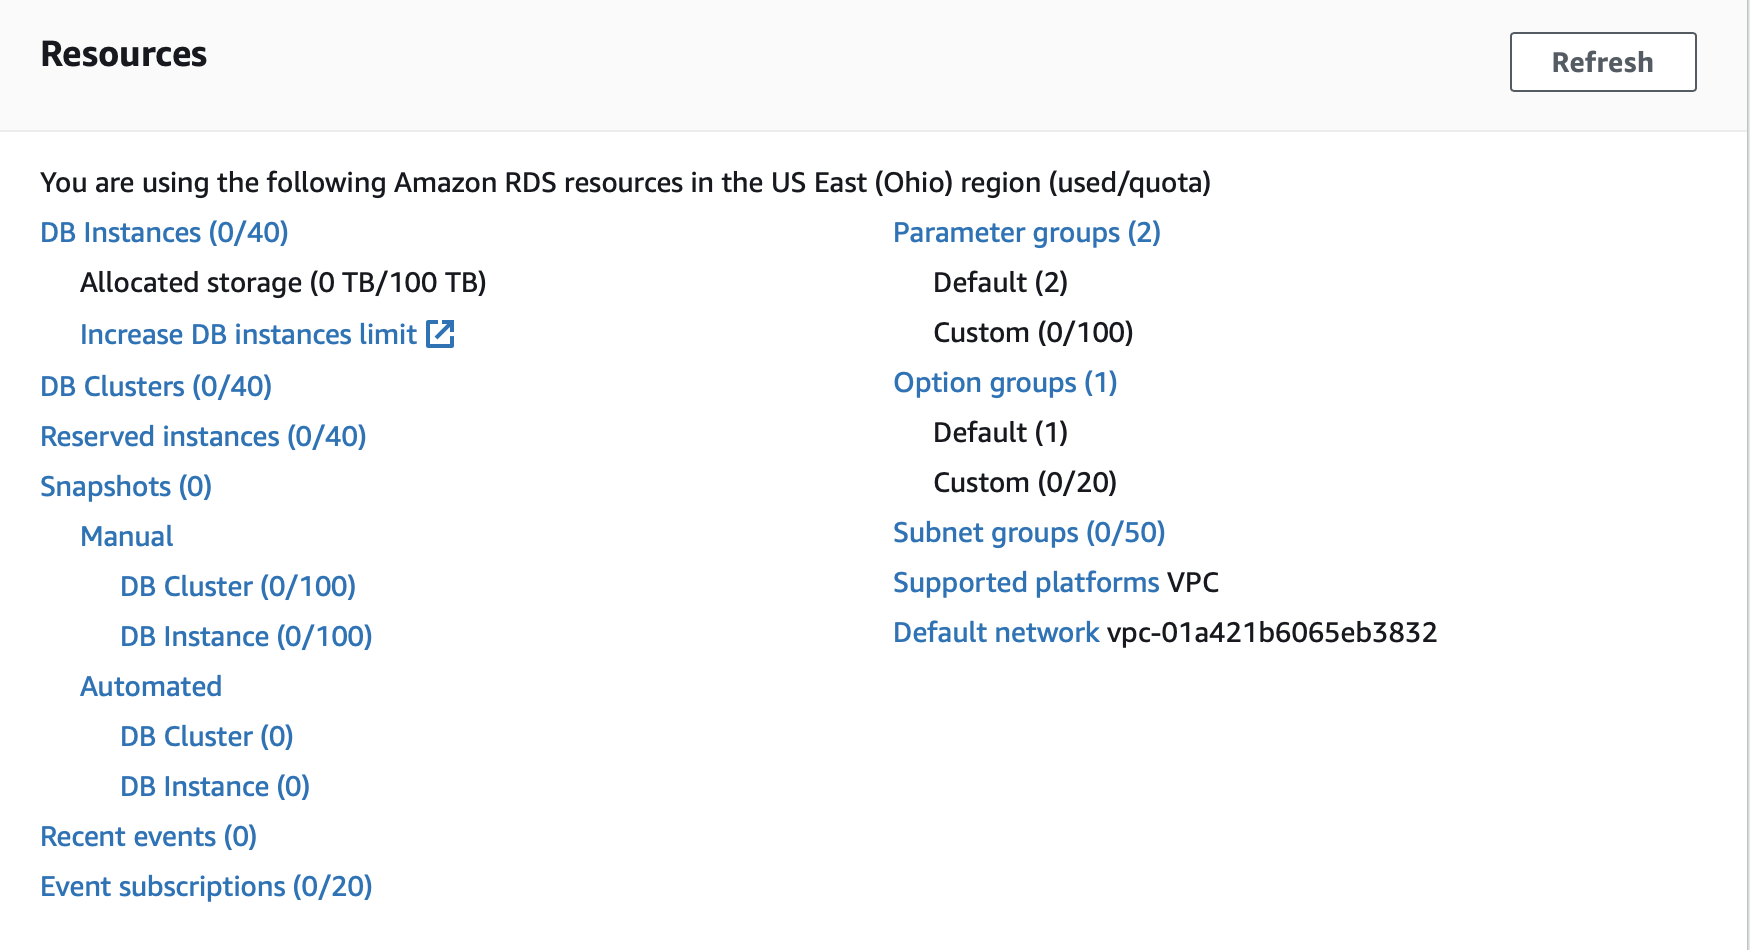 Resources
Refresh
You are using the following Amazon RDS resources in the US East (Ohio) region (used/quota)
DB Instances (0/40)
Allocated storage (0 TB/100 TB)
Increase DB instances limit
DB Clusters (0/40)
Reserved instances (0/40)
Snapshots (0)
Manual
DB Cluster (0/100)
DB Instance (0/100)
Automated
DB Cluster (0)
DB Instance (0)
Recent events (0)
Event subscriptions (0/20)
Parameter groups (2)
Default (2)
Custom (0/100)
Option groups (1)
Default (1)
Custom (0/20)
Subnet groups (0/50)
Supported platforms VPC
Default network vpc-01a421b6065eb3832